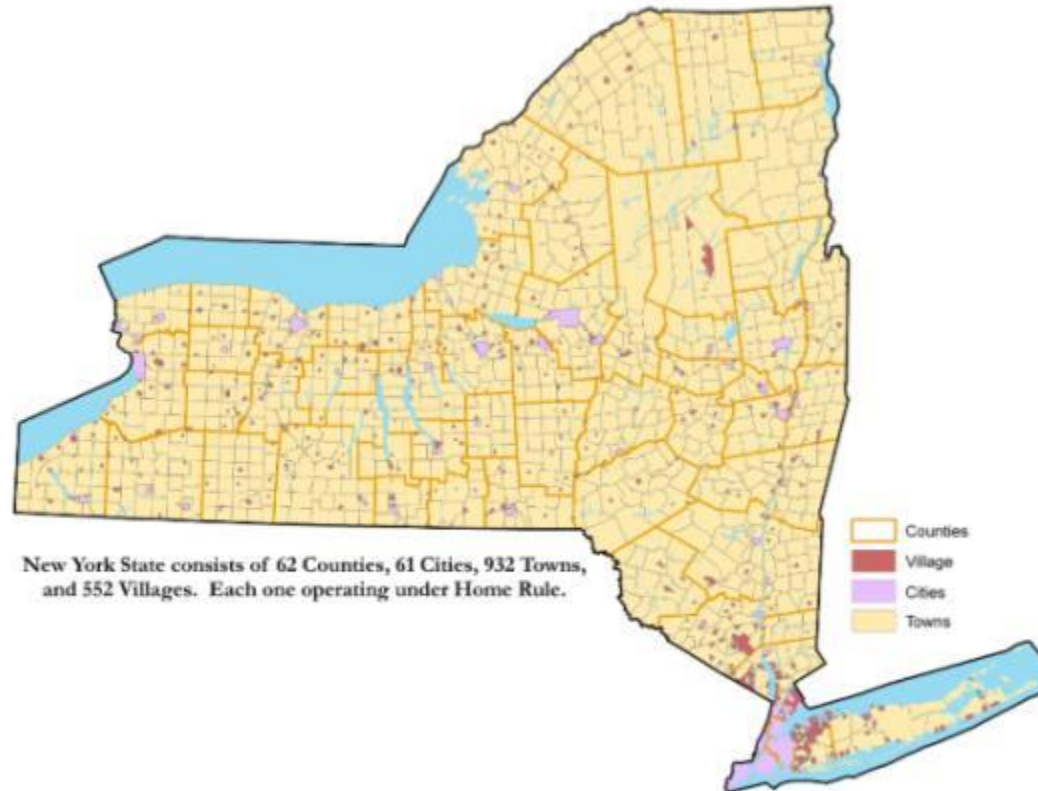 New York State consists of 62 Counties, 61 Cities, 932 Towns,
and 552 Villages. Each one operating under Home Rule.
Counties
Village
Cities
Towns